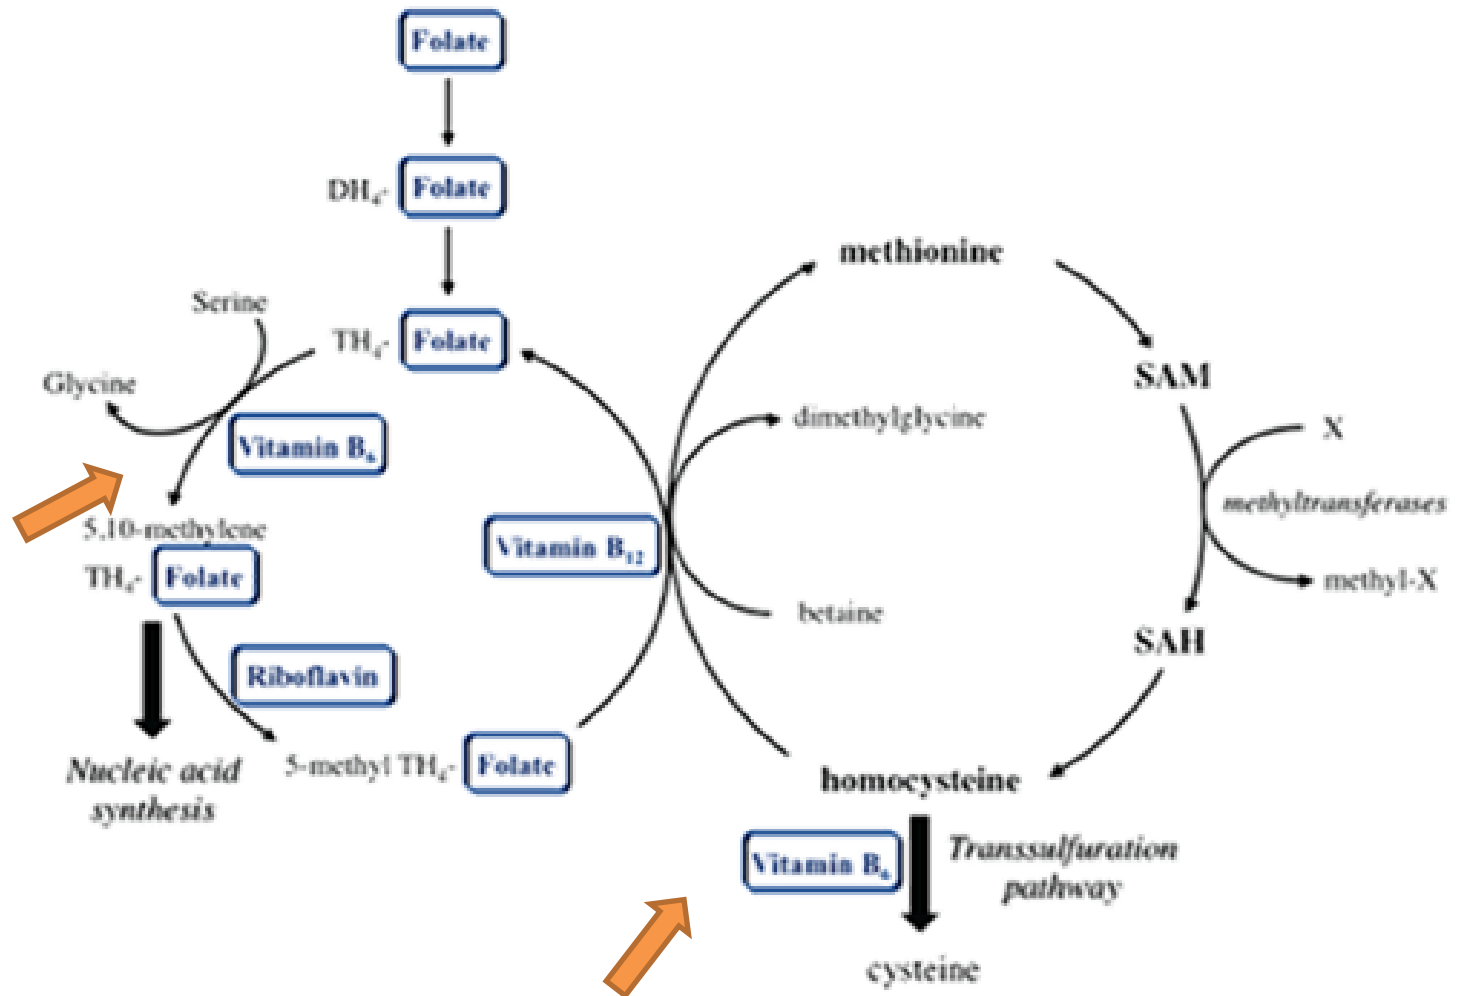 Folate
DH₄- Folate
methionine
Serine
TH₄- Folate
Glycine
SAM
dimethylglycine
X
Vitamin B₆
methyltransferases
5,10-methylene
Vitamin B₁₂
TH₄- Folate
methyl-X
betaine
SAH
Riboflavin
Nucleic acid
synthesis
5-methyl TH₄- Folate
homocysteine
Vitamin B₆
Transsulfuration
pathway
cysteine